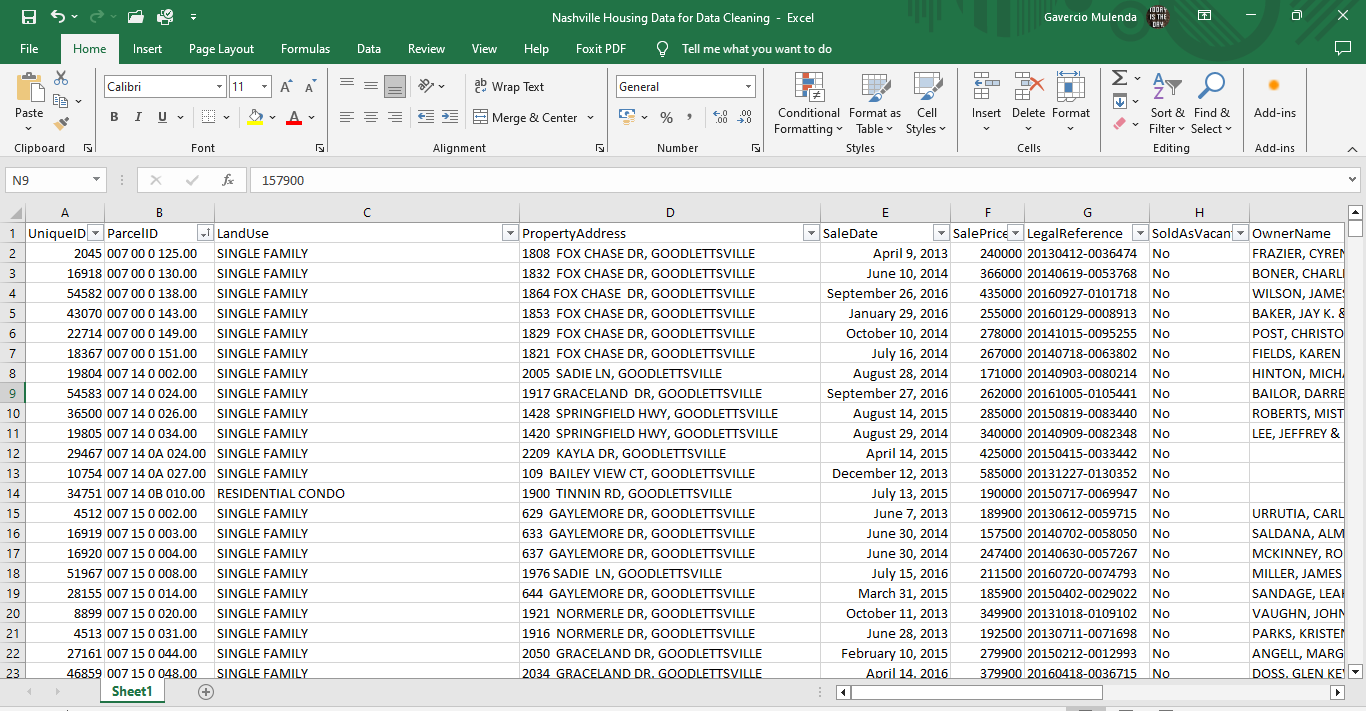 Nashville Housing Data for Data Cleaning - Excel
Gavercio Mulenda
TODAY IS THE DAY.
File Home Insert Page Layout Formulas Data Review View Help Foxit PDF Tell me what you want to do
Calibri 11 Wrap Text General
Paste B I U Merge & Center % , Conditional Formatting Format as Table Cell Styles Insert Delete Format Sort & Filter Find & Select Add-ins
Clipboard Font Alignment Number Styles Cells Editing Add-ins
N9 fx 157900
A B C D E F G H
1 UniqueID ParcelID LandUse PropertyAddress SaleDate SalePrice LegalReference SoldAsVacan OwnerName
2 2045 007 00 0 125.00 SINGLE FAMILY 1808 FOX CHASE DR, GOODLETTSVILLE April 9, 2013 240000 20130412-0036474 No FRAZIER, CYREN
3 16918 007 00 0 130.00 SINGLE FAMILY 1832 FOX CHASE DR, GOODLETTSVILLE June 10, 2014 366000 20140619-0053768 No BONER, CHARL
4 54582 007 00 0 138.00 SINGLE FAMILY 1864 FOX CHASE DR, GOODLETTSVILLE September 26, 2016 435000 20160927-0101718 No WILSON, JAMES
5 43070 007 00 0 143.00 SINGLE FAMILY 1853 FOX CHASE DR, GOODLETTSVILLE January 29, 2016 255000 20160129-0008913 No BAKER, JAY K. &
6 22714 007 00 0 149.00 SINGLE FAMILY 1829 FOX CHASE DR, GOODLETTSVILLE October 10, 2014 278000 20141015-0095255 No POST, CHRISTO
7 18367 007 00 0 151.00 SINGLE FAMILY 1821 FOX CHASE DR, GOODLETTSVILLE July 16, 2014 267000 20140718-0063802 No FIELDS, KAREN
8 19804 007 14 0 002.00 SINGLE FAMILY 2005 SADIE LN, GOODLETTSVILLE August 28, 2014 171000 20140903-0080214 No HINTON, MICHA
9 54583 007 14 0 024.00 SINGLE FAMILY 1917 GRACELAND DR, GOODLETTSVILLE September 27, 2016 262000 20161005-0105441 No BAILOR, DARRE
10 36500 007 14 0 026.00 SINGLE FAMILY 1428 SPRINGFIELD HWY, GOODLETTSVILLE August 14, 2015 285000 20150819-0083440 No ROBERTS, MIST
11 19805 007 14 0 034.00 SINGLE FAMILY 1420 SPRINGFIELD HWY, GOODLETTSVILLE August 29, 2014 340000 20140909-0082348 No LEE, JEFFREY &
12 29467 007 14 0A 024.00 SINGLE FAMILY 2209 KAYLA DR, GOODLETTSVILLE April 14, 2015 425000 20150415-0033442 No
13 10754 007 14 0A 027.00 SINGLE FAMILY 109 BAILEY VIEW CT, GOODLETTSVILLE December 12, 2013 585000 20131227-0130352 No
14 34751 007 14 0B 010.00 RESIDENTIAL CONDO 1900 TINNIN RD, GOODLETTSVILLE July 13, 2015 190000 20150717-0069947 No
15 4512 007 15 0 002.00 SINGLE FAMILY 629 GAYLEMORE DR, GOODLETTSVILLE June 7, 2013 189900 20130612-0059715 No URRUTIA, CARL
16 16919 007 15 0 003.00 SINGLE FAMILY 633 GAYLEMORE DR, GOODLETTSVILLE June 30, 2014 157500 20140702-0058050 No SALDANA, ALM
17 16920 007 15 0 004.00 SINGLE FAMILY 637 GAYLEMORE DR, GOODLETTSVILLE June 30, 2014 247400 20140630-0057267 No MCKINNEY, RO
18 51967 007 15 0 008.00 SINGLE FAMILY 1976 SADIE LN, GOODLETTSVILLE July 15, 2016 211500 20160720-0074793 No MILLER, JAMES
19 28155 007 15 0 014.00 SINGLE FAMILY 644 GAYLEMORE DR, GOODLETTSVILLE March 31, 2015 185900 20150402-0029022 No SANDAGE, LEAH
20 8899 007 15 0 020.00 SINGLE FAMILY 1921 NORMERLE DR, GOODLETTSVILLE October 11, 2013 349900 20131018-0109102 No VAUGHN, JOHN
21 4513 007 15 0 031.00 SINGLE FAMILY 1916 NORMERLE DR, GOODLETTSVILLE June 28, 2013 192500 20130711-0071698 No PARKS, KRISTEN
22 27161 007 15 0 044.00 SINGLE FAMILY 2050 GRACELAND DR, GOODLETTSVILLE February 10, 2015 279900 20150212-0012993 No ANGELL, MARG
23 46859 007 15 0 048.00 SINGLE FAMILY 2034 GRACELAND DR, GOODLETTSVILLE April 14, 2016 379900 20160418-0036715 No DOSS, GLEN KEV
Sheet1